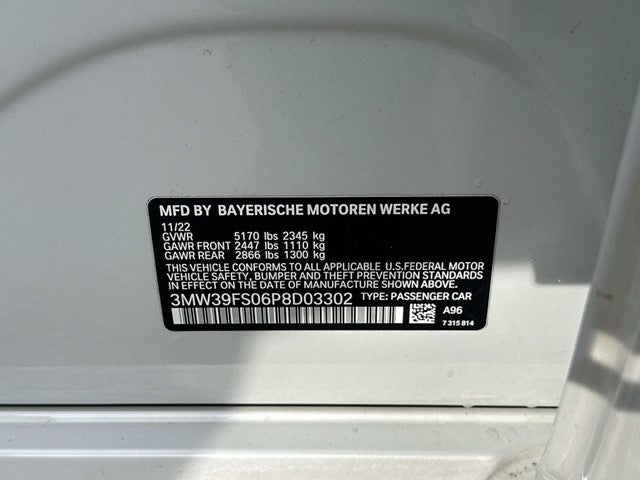 MFD BY BAYERISCHE MOTOREN WERKE AG
11/22
GVWR 5170 lbs 2345 kg
GAWR FRONT 2447 lbs 1110 kg
GAWR REAR 2866 lbs 1300 kg
THIS VEHICLE CONFORMS TO ALL APPLICABLE U.S.FEDERAL MOTOR
VEHICLE SAFETY, BUMPER AND THEFT PREVENTION STANDARDS
IN EFFECT ON THE DATE OF MANUFACTURE SHOWN ABOVE.
3MW39FS06P8D03302 TYPE: PASSENGER CAR
A96
7 315 814